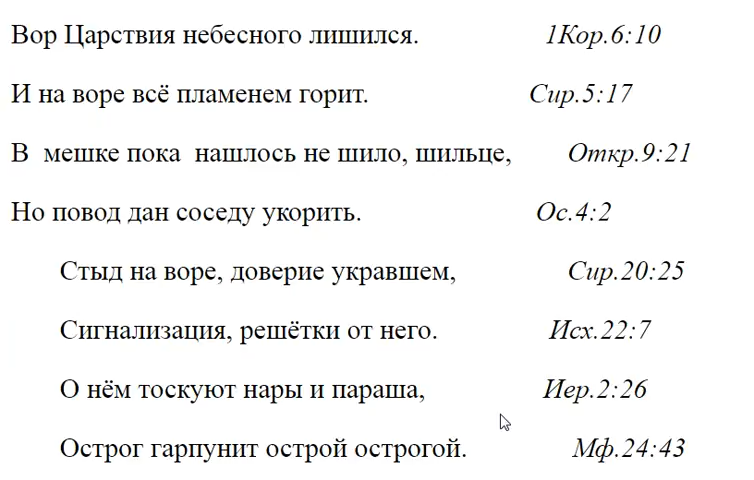 Вор Царствия небесного лишился. 1Кор.6:10
И на воре всё пламенем горит. Сир.5:17
В мешке пока нашлось не шило, шильце, Откр.9:21
Но повод дан соседу укорить. Ос.4:2
Стыд на воре, доверие укравшем, Сир.20:25
Сигнализация, решётки от него. Исх.22:7
О нём тоскуют нары и параша, Иер.2:26
Острог гарпунит острой острогой. Мф.24:43